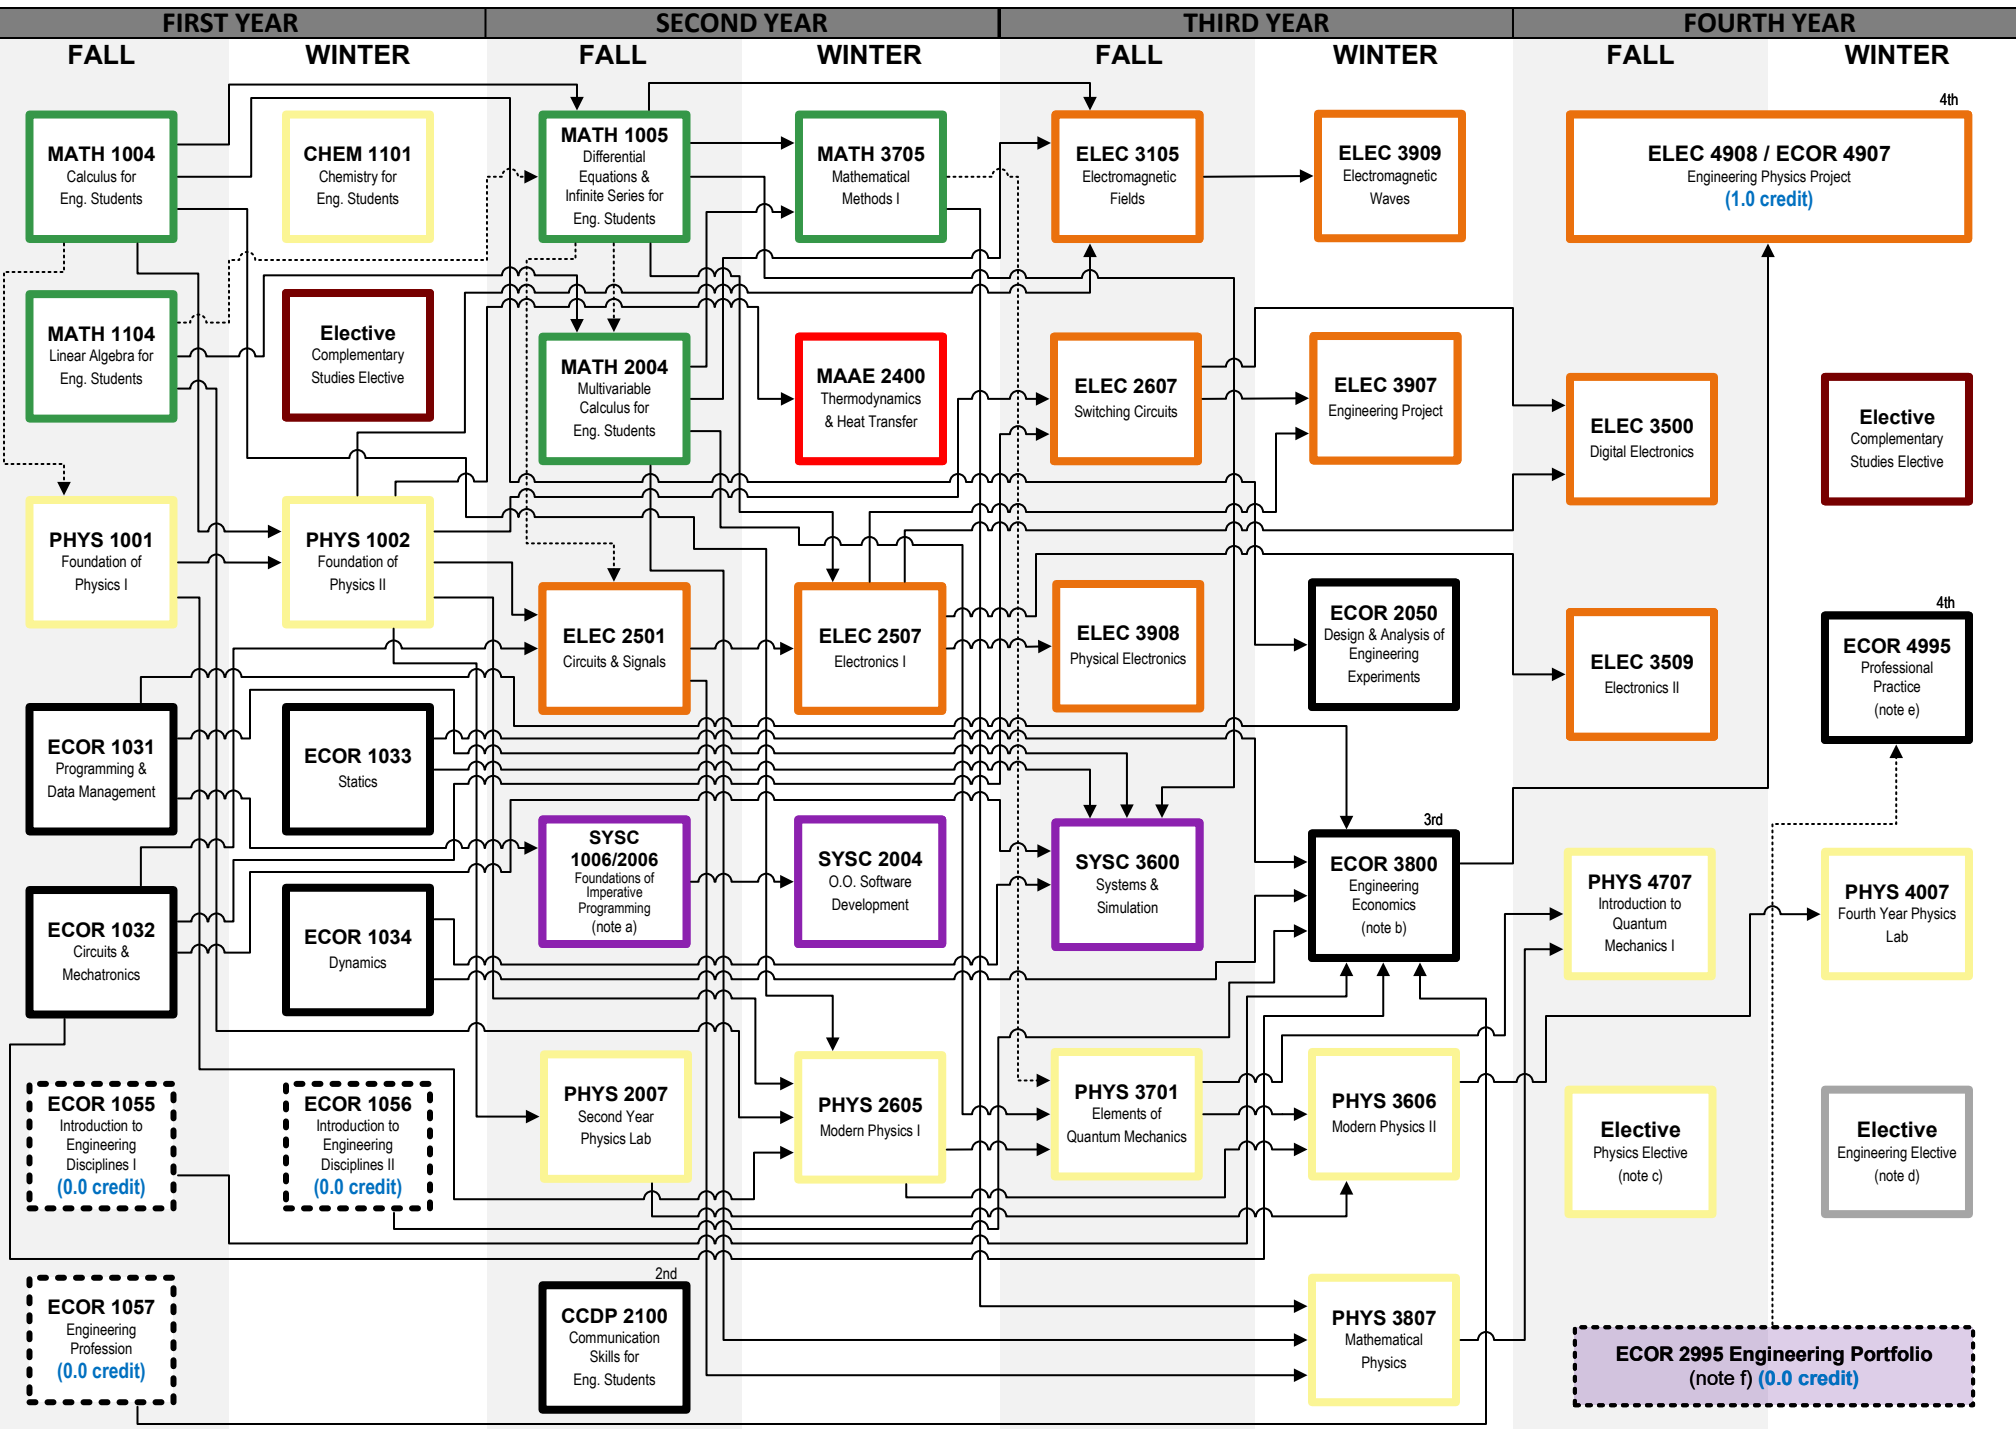 FIRST YEAR
SECOND YEAR
THIRD YEAR
FOURTH YEAR
FALL
WINTER
FALL
WINTER
FALL
WINTER
FALL
WINTER
MATH 1004
Calculus for
Eng. Students
CHEM 1101
Chemistry for
Eng. Students
MATH 1005
Differential
Equations &
Infinite Series for
Eng. Students
MATH 3705
Mathematical
Methods I
ELEC 3105
Electromagnetic
Fields
ELEC 3909
Electromagnetic
Waves
4th
ELEC 4908 / ECOR 4907
Engineering Physics Project
(1.0 credit)
MATH 1104
Linear Algebra for
Eng. Students
Elective
Complementary
Studies Elective
MATH 2004
Multivariable
Calculus for
Eng. Students
MAAE 2400
Thermodynamics
& Heat Transfer
ELEC 2607
Switching Circuits
ELEC 3907
Engineering Project
ELEC 3500
Digital Electronics
Elective
Complementary
Studies Elective
PHYS 1001
Foundation of
Physics I
PHYS 1002
Foundation of
Physics II
ELEC 2501
Circuits & Signals
ELEC 2507
Electronics I
ELEC 3908
Physical Electronics
ECOR 2050
Design & Analysis of
Engineering
Experiments
ELEC 3509
Electronics II
4th
ECOR 4995
Professional
Practice
(note e)
ECOR 1031
Programming &
Data Management
ECOR 1033
Statics
SYSC
1006/2006
Foundations of
Imperative
Programming
(note a)
SYSC 2004
O.O. Software
Development
SYSC 3600
Systems &
Simulation
3rd
ECOR 3800
Engineering
Economics
(note b)
PHYS 4707
Introduction to
Quantum
Mechanics I
PHYS 4007
Fourth Year Physics
Lab
ECOR 1032
Circuits &
Mechatronics
ECOR 1034
Dynamics
ECOR 1055
Introduction to
Engineering
Disciplines I
(0.0 credit)
ECOR 1056
Introduction to
Engineering
Disciplines II
(0.0 credit)
PHYS 2007
Second Year
Physics Lab
PHYS 2605
Modern Physics I
PHYS 3701
Elements of
Quantum Mechanics
PHYS 3606
Modern Physics II
Elective
Physics Elective
(note c)
Elective
Engineering Elective
(note d)
ECOR 1057
Engineering
Profession
(0.0 credit)
2nd
CCDP 2100
Communication
Skills for
Eng. Students
PHYS 3807
Mathematical
Physics
ECOR 2995 Engineering Portfolio
(note f) (0.0 credit)